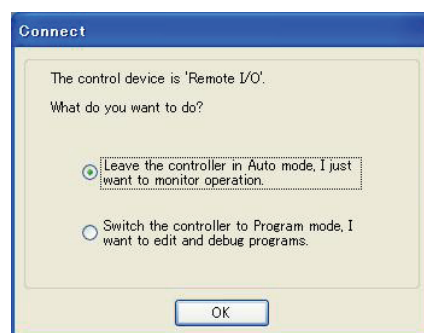 Connect
The control device is 'Remote I/O'.
What do you want to do?
Leave the controller in Auto mode, I just
want to monitor operation.
Switch the controller to Program mode, I
want to edit and debug programs.
OK